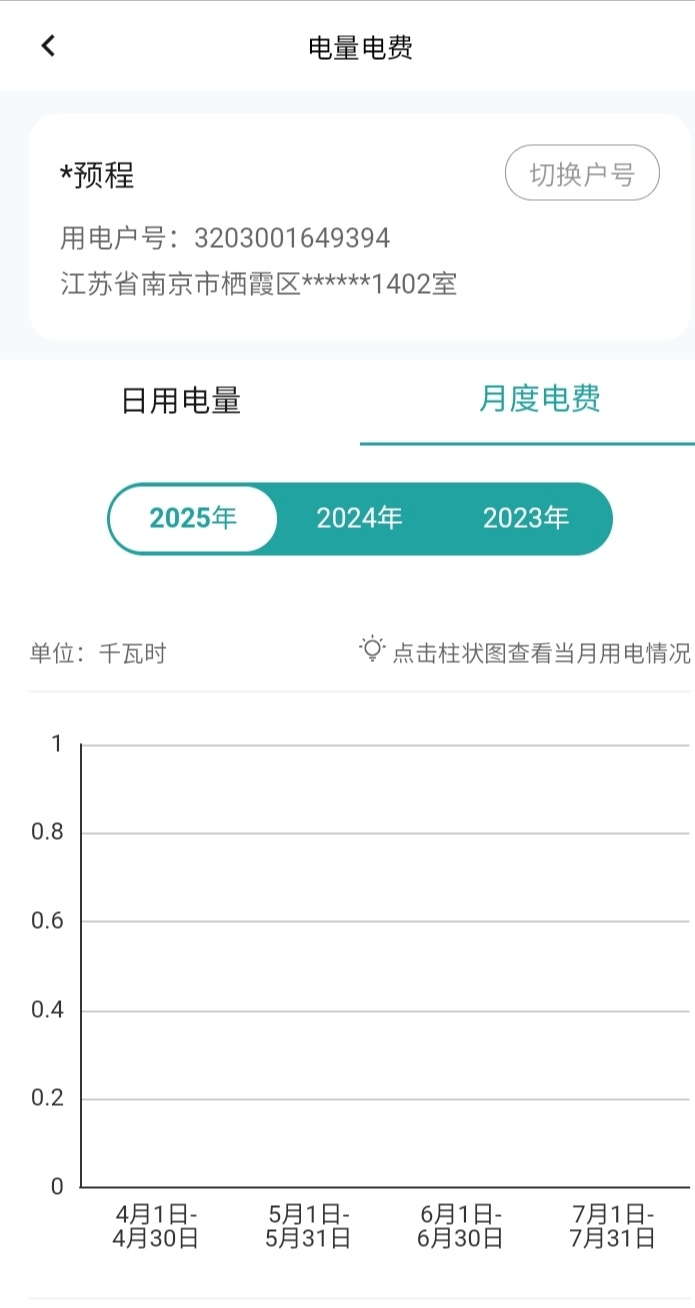 电量电费
*预程
切换户号
用电户号：3203001649394
江苏省南京市栖霞区******1402室
日用电量
月度电费
2025年
2024年
2023年
单位：千瓦时
点击柱状图查看当月用电情况
1
0.8
0.6
0.4
0.2
0
4月1日-
4月30日
5月1日-
5月31日
6月1日-
6月30日
7月1日-
7月31日